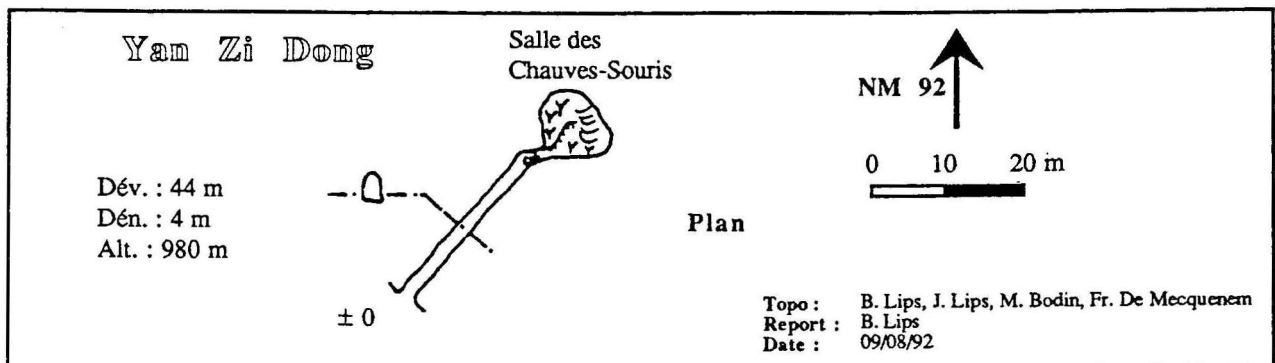 Yan Zi Dong
Salle des
Chauves-Souris
NM 92
0 10 20 m
Dév. : 44 m
Dén. : 4 m
Alt. : 980 m
Plan
± 0
Topo : B. Lips, J. Lips, M. Bodin, Fr. De Mecquenem
Report : B. Lips
Date : 09/08/92